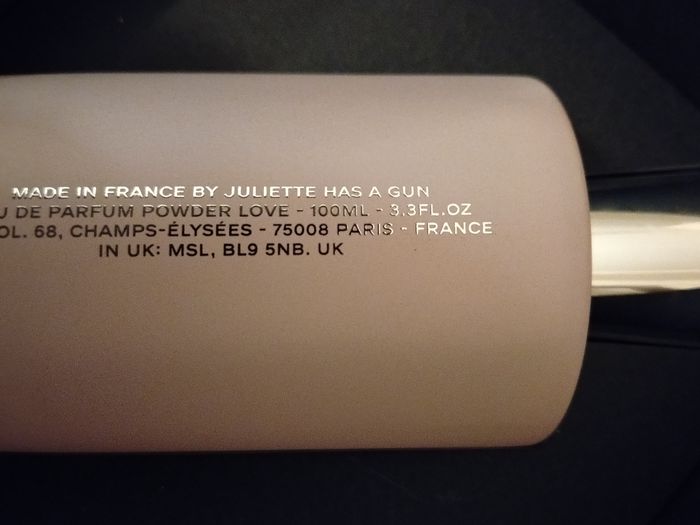 MADE IN FRANCE BY JULIETTE HAS A GUN
DE PARFUM POWDER LOVE - 100ML - 3.3FL.OZ
68, CHAMPS-ÉLYSÉES - 75008 PARIS - FRANCE
IN UK: MSL, BL9 5NB. UK